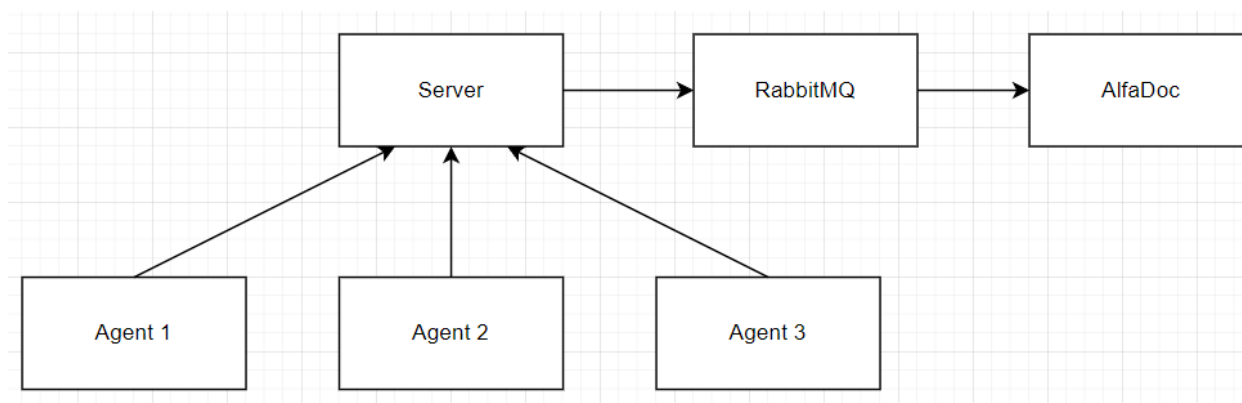 Server
RabbitMQ
AlfaDoc
Agent 1
Agent 2
Agent 3